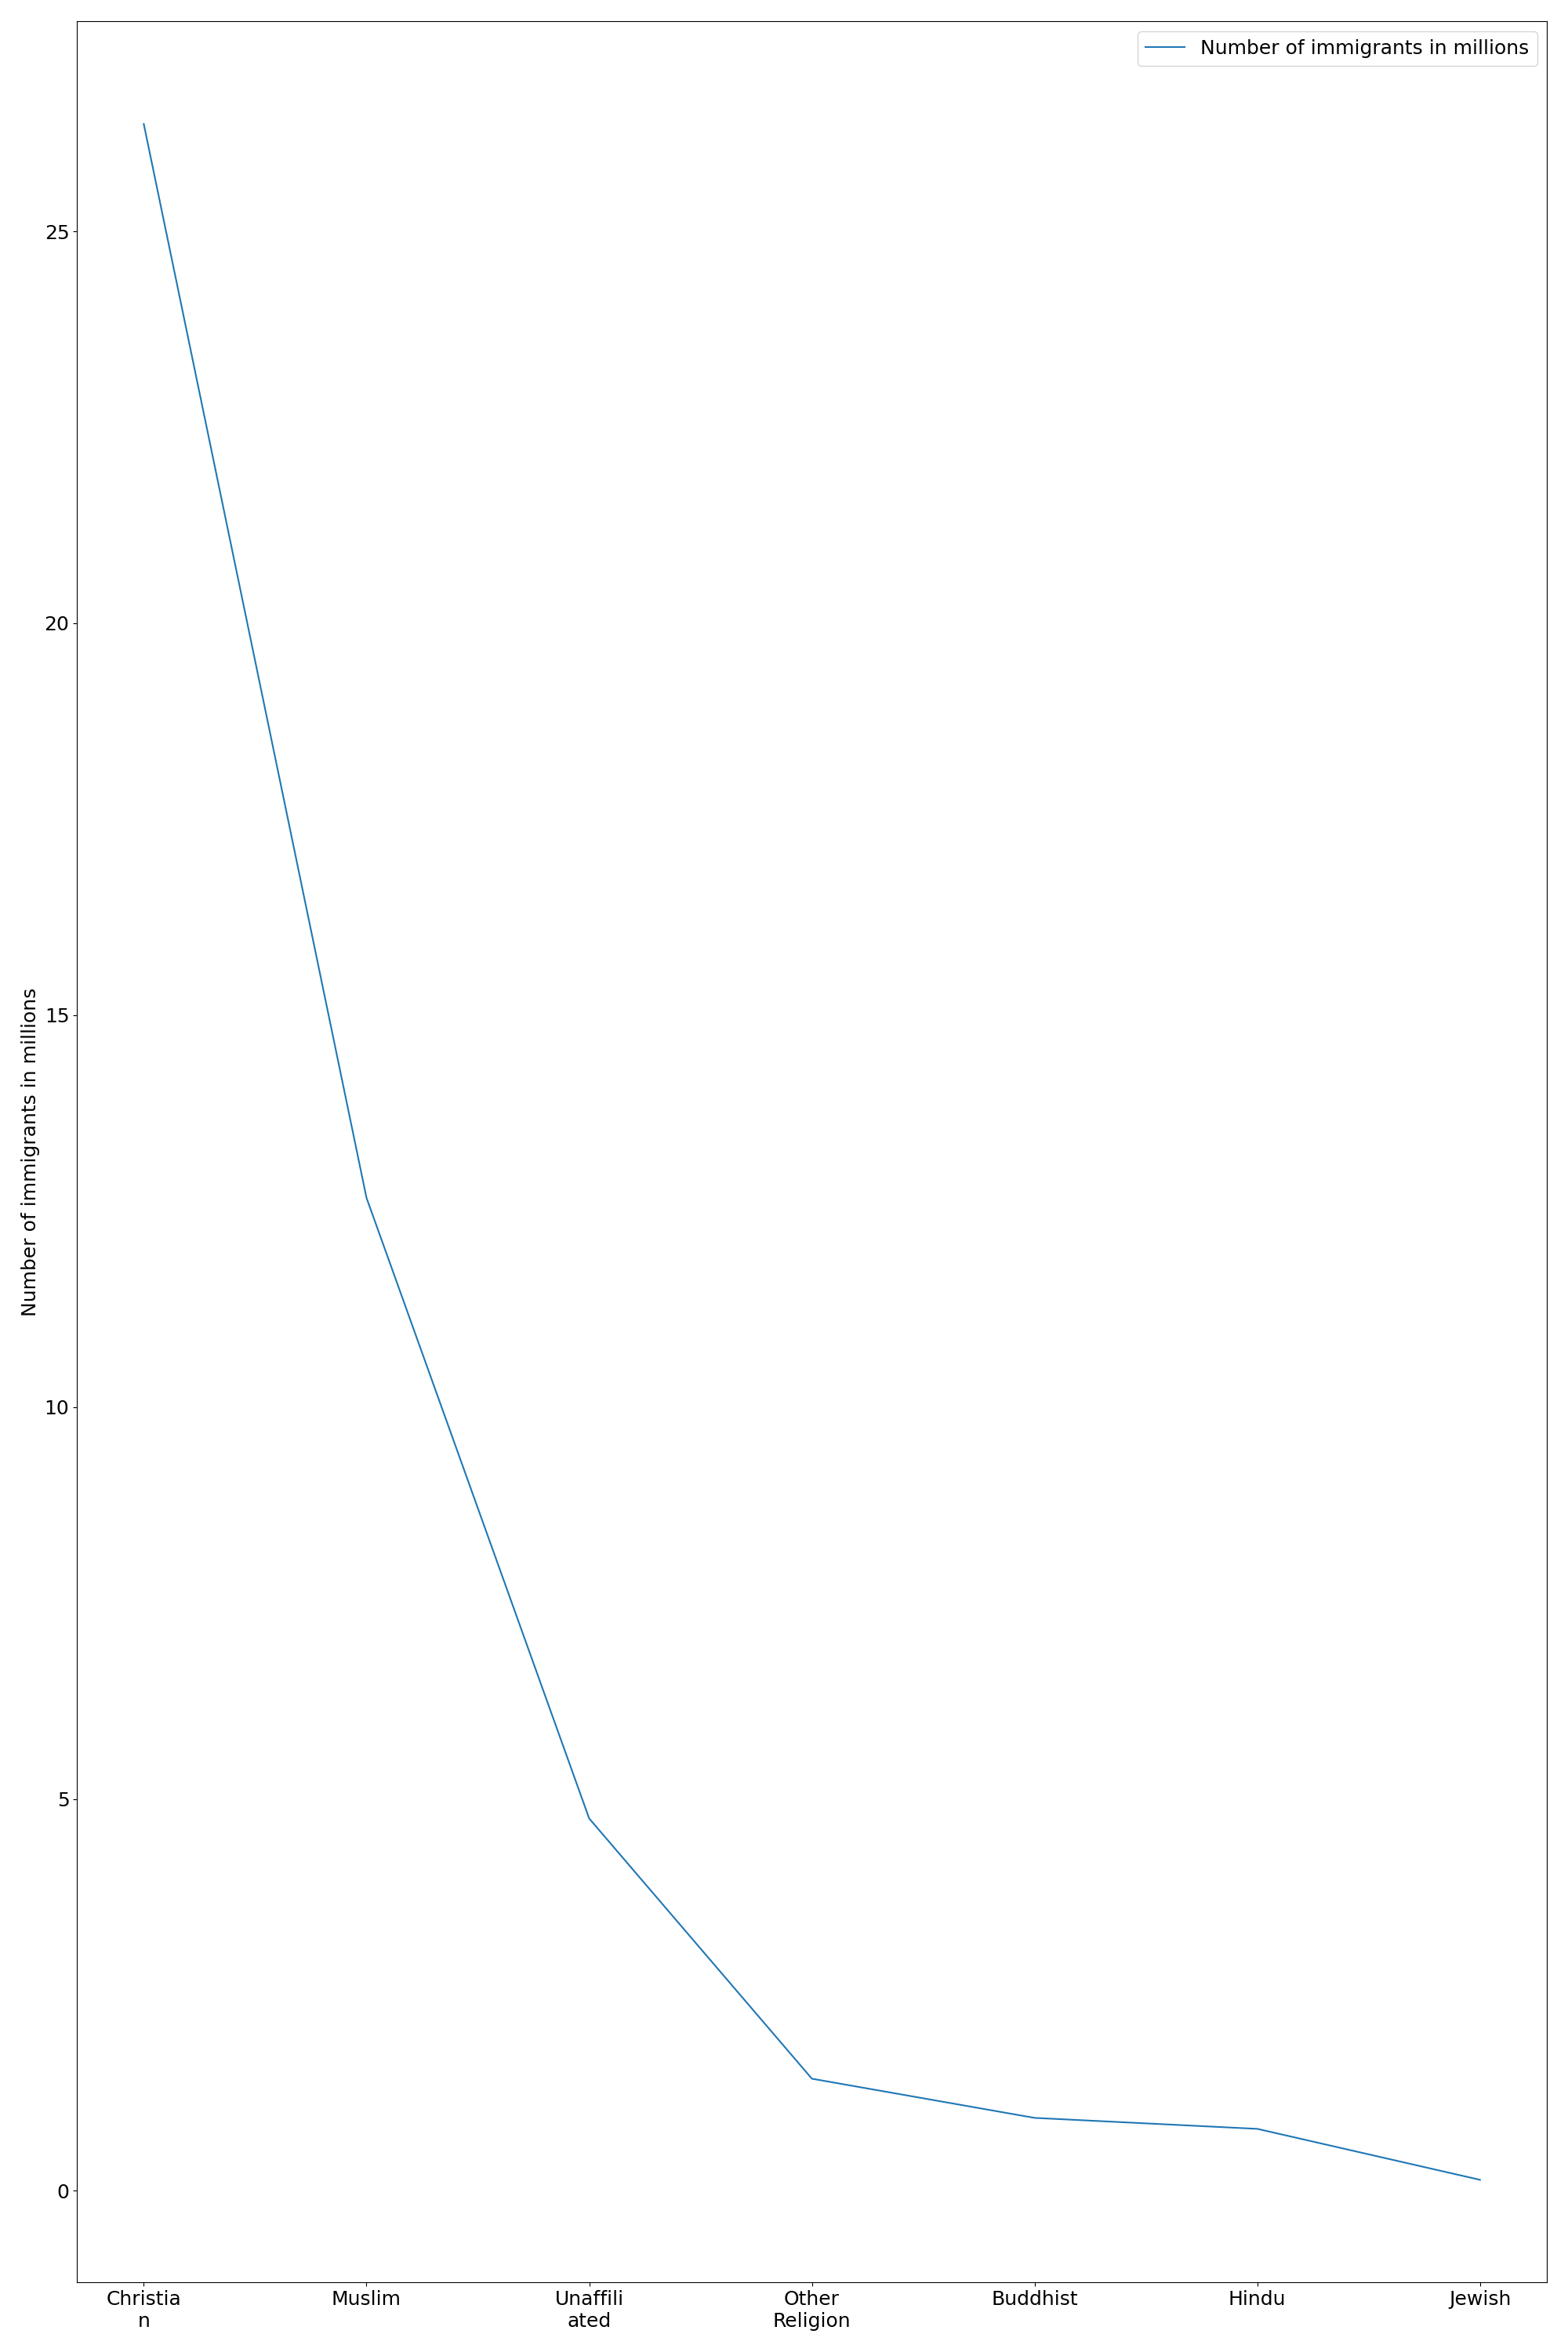 Number of immigrants in millions
25
20
15
10
5
0
Number of immigrants in millions
Christia
n
Muslim
Unaffili
ated
Other
Religion
Buddhist
Hindu
Jewish